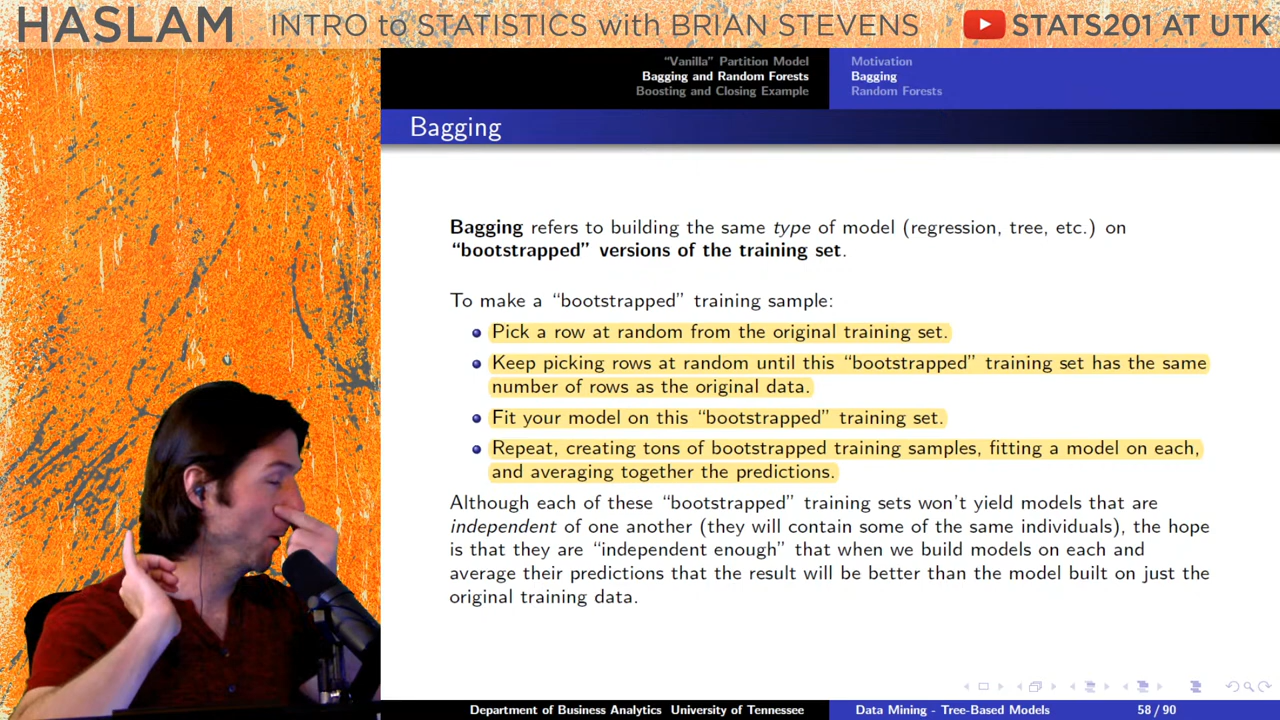 HASLAM INTRO to STATISTICS with BRIAN STEVENS STATS201 AT UTK
“Vanilla” Partition Model
Bagging and Random Forests
Boosting and Closing Example
Motivation
Bagging
Random Forests
Bagging
Bagging refers to building the same type of model (regression, tree, etc.) on
“bootstrapped” versions of the training set.
To make a “bootstrapped” training sample:
Pick a row at random from the original training set.
Keep picking rows at random until this “bootstrapped” training set has the same
number of rows as the original data.
Fit your model on this “bootstrapped” training set.
Repeat, creating tons of bootstrapped training samples, fitting a model on each,
and averaging together the predictions.
Although each of these “bootstrapped” training sets won’t yield models that are
independent of one another (they will contain some of the same individuals), the hope
is that they are “independent enough” that when we build models on each and
average their predictions that the result will be better than the model built on just the
original training data.
Department of Business Analytics University of Tennessee Data Mining - Tree-Based Models 58 / 90